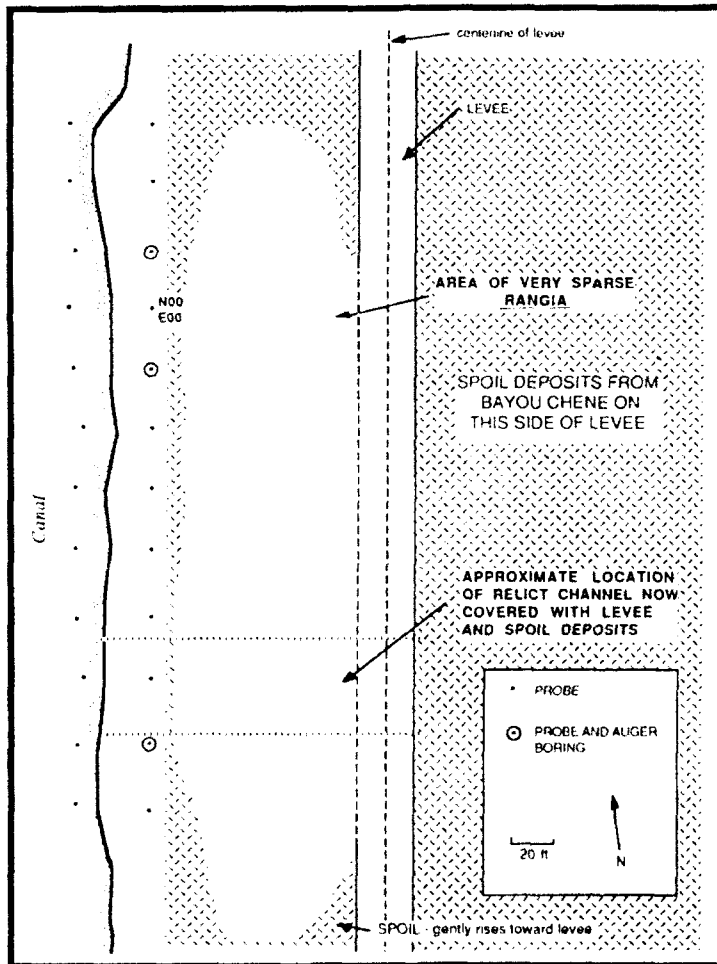 centerline of levee
LEVEE
AREA OF VERY SPARSE
RANGIA
N00
E00
SPOIL DEPOSITS FROM
BAYOU CHENE ON
THIS SIDE OF LEVEE
Canal
APPROXIMATE LOCATION
OF RELICT CHANNEL NOW
COVERED WITH LEVEE
AND SPOIL DEPOSITS
PROBE
PROBE AND AUGER
BORING
20 ft
N
SPOIL - gently rises toward levee